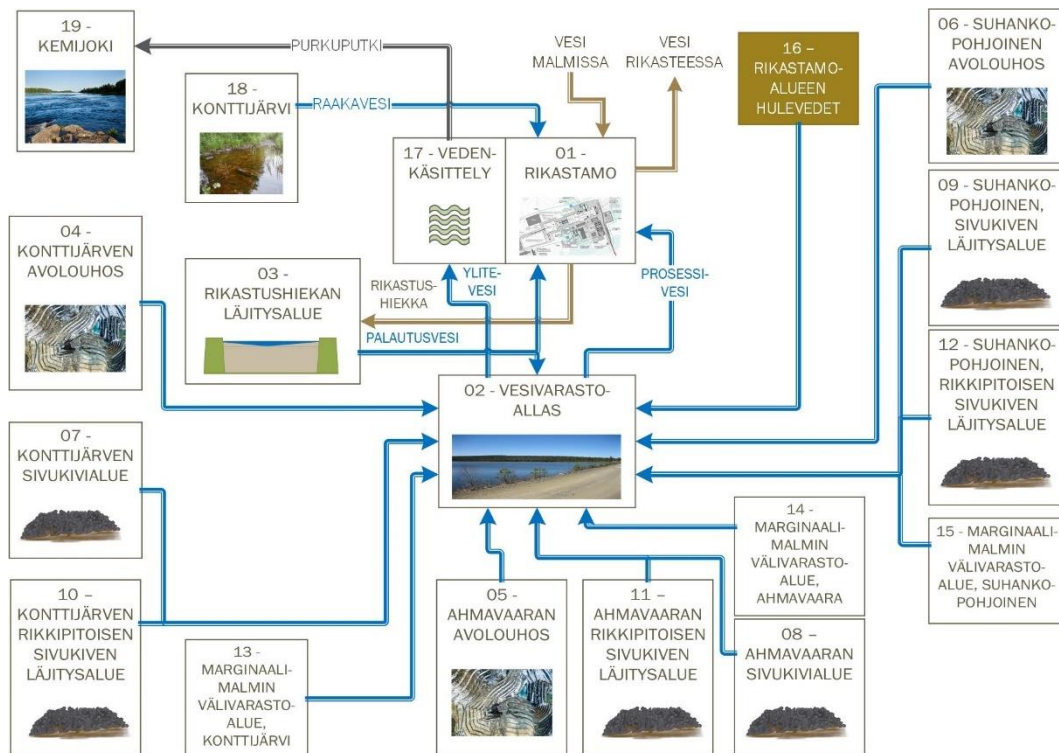 19 -
KEMIJOKI
PURKUPUTKI
18 -
KONTTIJÄRVI
RAAKAVESI
VESI
MALMISSA
VESI
RIKASTEESSA
16 –
RIKASTAMO-
ALUEEN
HULEVEDET
06 - SUHANKO-
POHJOINEN
AVOLOUHOS
17 - VEDEN-
KÄSITTELY
01 -
RIKASTAMO
09 - SUHANKO-
POHJOINEN,
SIVUKIVEN
LÄJITYSALUE
04 -
KONTTIJÄRVEN
AVOLOUHOS
03 -
RIKASTUSHIEKAN
LÄJITYSALUE
RIKASTUS-
HIEKKA
YLITE-
VESI
PROSESSI-
VESI
PALAUTUSVESI
12 - SUHANKO-
POHJOINEN,
RIKKIPITOISEN
SIVUKIVEN
LÄJITYSALUE
02 - VESIVARASTO-
ALLAS
07 -
KONTTIJÄRVEN
SIVUKIVIALUE
14 -
MARGINAALI-
MALMIN
VÄLIVARASTO-
ALUE,
AHMAVAARA
15 - MARGINAALI-
MALMIN
VÄLIVARASTO-
ALUE, SUHANKO-
POHJOINEN
10 –
KONTTIJÄRVEN
RIKKIPITOISEN
SIVUKIVEN
LÄJITYSALUE
13 -
MARGINAALI-
MALMIN
VÄLIVARASTO-
ALUE,
KONTTIJÄRVI
05 -
AHMAVAARAN
AVOLOUHOS
11 –
AHMAVAARAN
RIKKIPITOISEN
SIVUKIVEN
LÄJITYSALUE
08 –
AHMAVAARAN
SIVUKIVIALUE